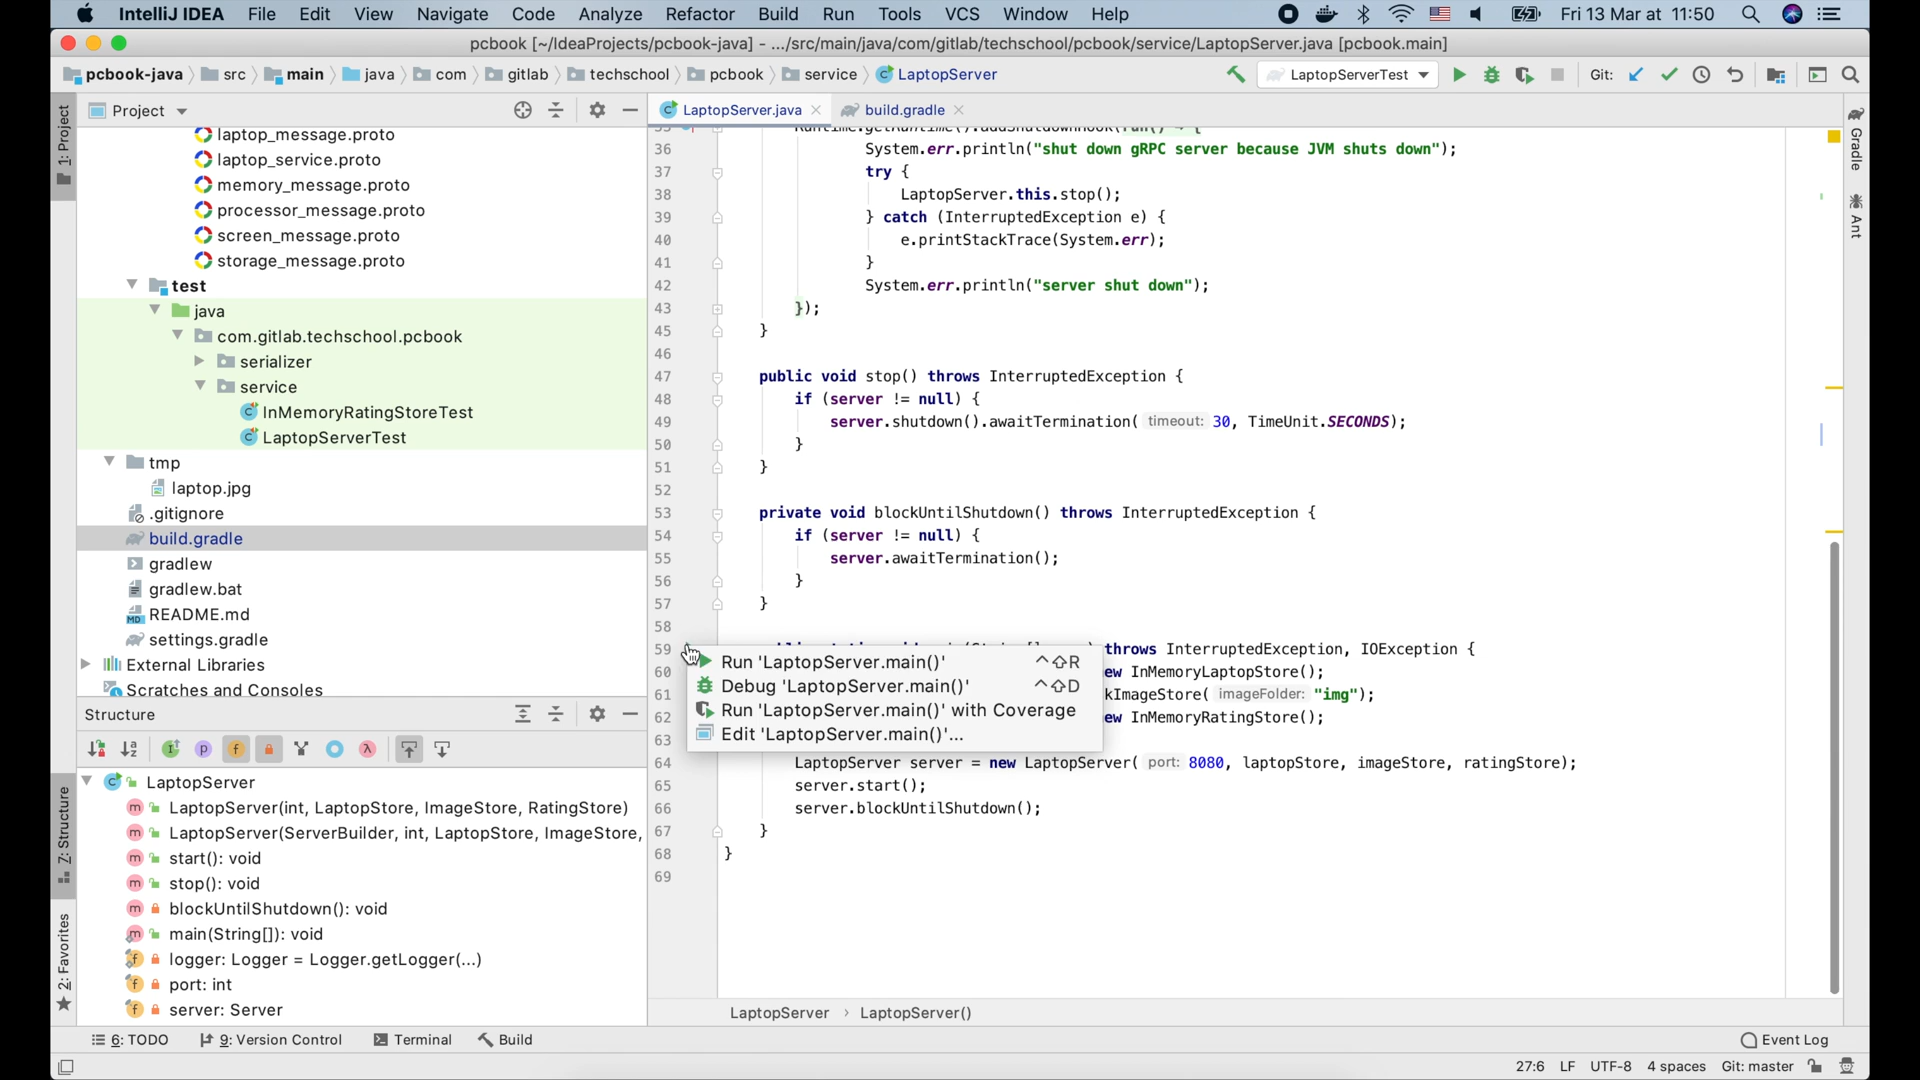 IntelliJ IDEA File Edit View Navigate Code Analyze Refactor Build Run Tools VCS Window Help Fri 13 Mar at 11:50
pcbook [~/IdeaProjects/pcbook-java] - .../src/main/java/com/gitlab/techschool/pcbook/service/LaptopServer.java [pcbook.main]
pcbook-java src main java com gitlab techschool pcbook service LaptopServer LaptopServerTest Git:
Project
LaptopServer.java build.gradle
1: Project
Gradle
Ant
laptop_message.proto
laptop_service.proto
memory_message.proto
processor_message.proto
screen_message.proto
storage_message.proto
test
java
com.gitlab.techschool.pcbook
serializer
service
InMemoryRatingStoreTest
LaptopServerTest
tmp
laptop.jpg
.gitignore
build.gradle
gradlew
gradlew.bat
README.md
settings.gradle
External Libraries
Scratches and Consoles
Structure
LaptopServer
LaptopServer(int, LaptopStore, ImageStore, RatingStore)
LaptopServer(ServerBuilder, int, LaptopStore, ImageStore,
start(): void
stop(): void
blockUntilShutdown(): void
main(String[]): void
logger: Logger = Logger.getLogger(...)
port: int
server: Server
7: Structure
2: Favorites
35 Runtime.getRuntime().addShutdownHook(run() → {
36 System.err.println("shut down gRPC server because JVM shuts down");
37 try {
38 LaptopServer.this.stop();
39 } catch (InterruptedException e) {
40 e.printStackTrace(System.err);
41 }
42 System.err.println("server shut down");
43 });
45 }
46
47 public void stop() throws InterruptedException {
48 if (server != null) {
49 server.shutdown().awaitTermination( timeout: 30, TimeUnit.SECONDS);
50 }
51 }
52
53 private void blockUntilShutdown() throws InterruptedException {
54 if (server != null) {
55 server.awaitTermination();
56 }
57 }
58
59 throws InterruptedException, IOException {
60 ew InMemoryLaptopStore();
61 kImageStore( imageFolder: "img");
62 ew InMemoryRatingStore();
63
64 LaptopServer server = new LaptopServer( port: 8080, laptopStore, imageStore, ratingStore);
65 server.start();
66 server.blockUntilShutdown();
67 }
68 }
69
Run 'LaptopServer.main()' ^⇧R
Debug 'LaptopServer.main()' ^⇧D
Run 'LaptopServer.main()' with Coverage
Edit 'LaptopServer.main()'...
LaptopServer › LaptopServer()
6: TODO 9: Version Control Terminal Build Event Log
27:6 LF UTF-8 4 spaces Git: master